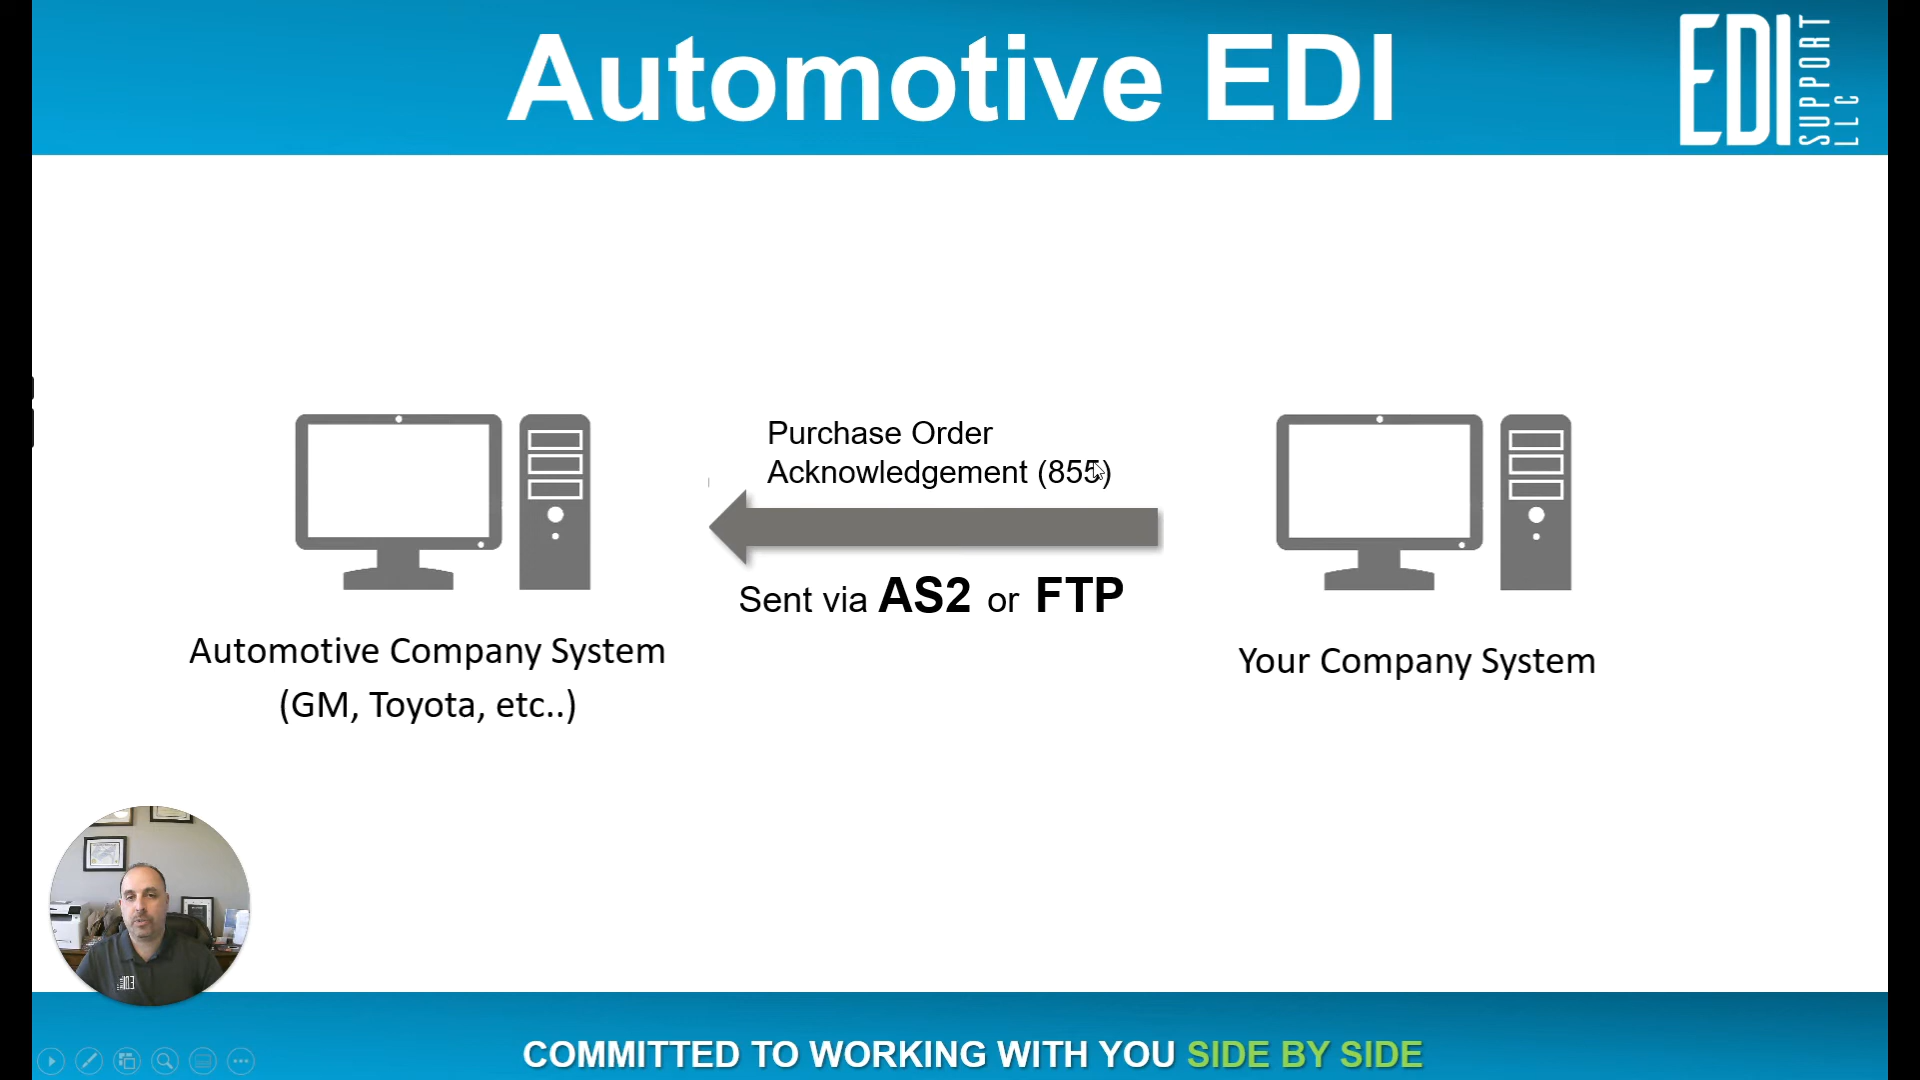 Automotive EDI
EDI
SUPPORT
LLC
Purchase Order
Acknowledgement (855)
Sent via AS2 or FTP
Automotive Company System
(GM, Toyota, etc..)
Your Company System
COMMITTED TO WORKING WITH YOU SIDE BY SIDE